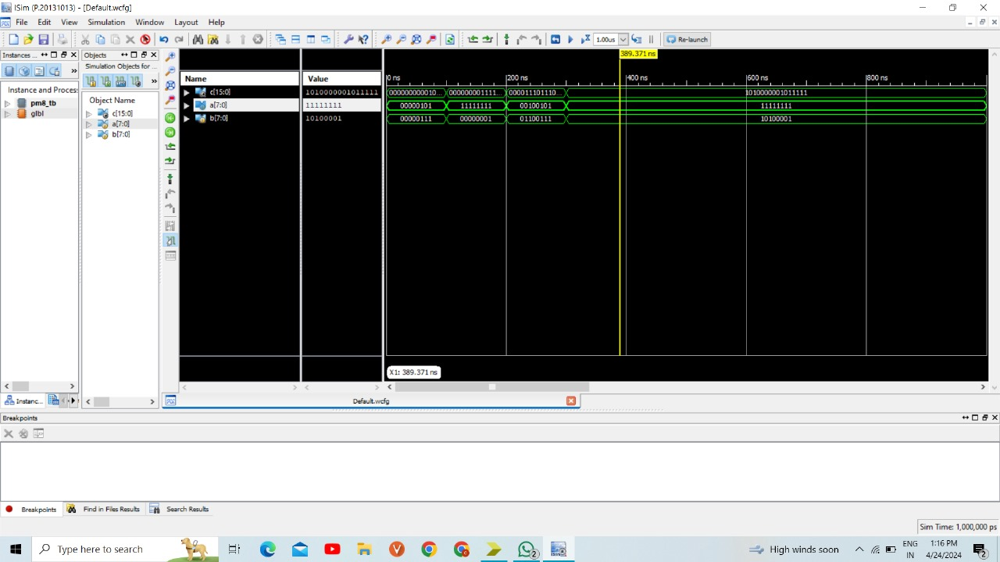 ISim (P.20131013) - [Default.wcfg]
File Edit View Simulation Window Layout Help
1.00us Re-launch
Instances ...
Instance and Proces
pm8_tb
glbl
Instanc...
Objects
Simulation Objects for ...
Object Name
c[15:0]
a[7:0]
b[7:0]
Name Value
c[15:0] 1010000001011111
a[7:0] 11111111
b[7:0] 10100001
389.371 ns
0 ns 200 ns 400 ns 600 ns 800 ns
000000000010... 000000001111... 000011101110... 1010000001011111
00000101 11111111 00100101 11111111
00000111 00000001 01100111 10100001
X1: 389.371 ns
Default.wcfg
Breakpoints
Breakpoints Find in Files Results Search Results
Sim Time: 1,000,000 ps
Type here to search
2
High winds soon
ENG
IN
1:16 PM
4/24/2024
2